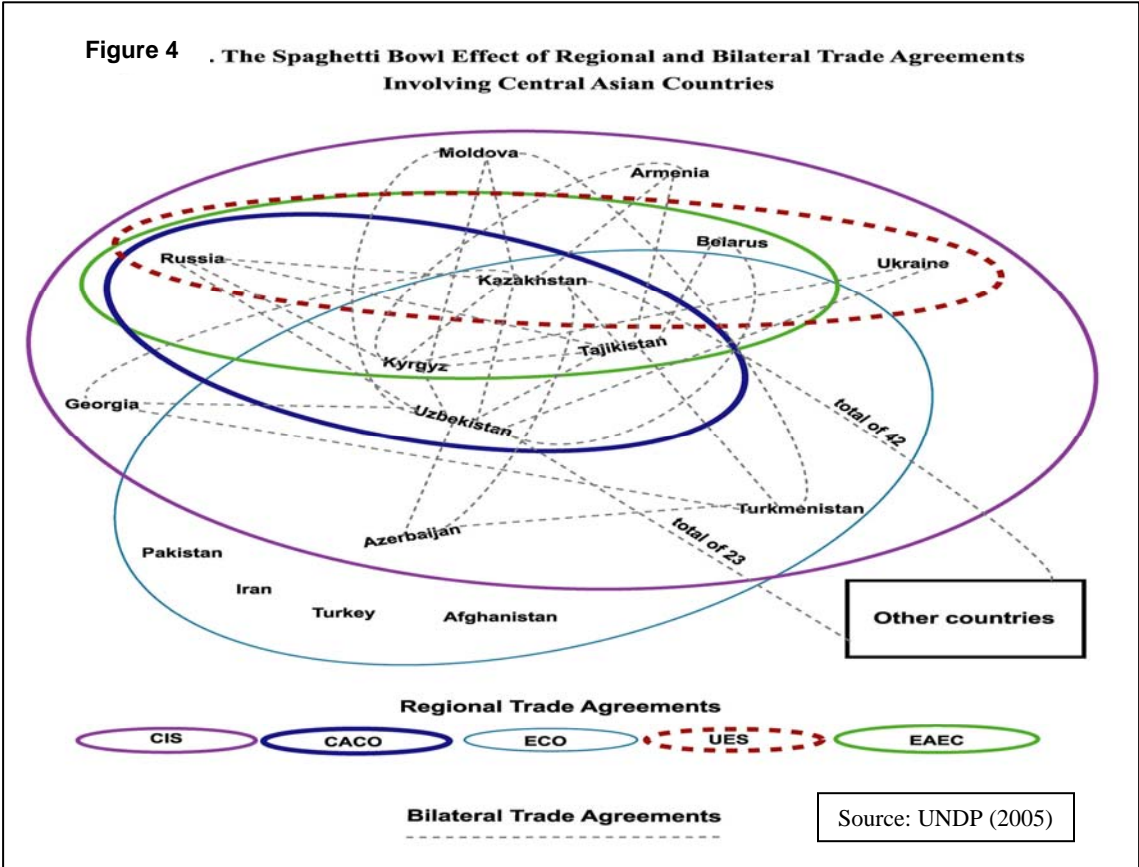 Figure 4 . The Spaghetti Bowl Effect of Regional and Bilateral Trade Agreements
Involving Central Asian Countries
Moldova
Armenia
Belarus
Russia
Ukraine
Kazakhstan
Tajikistan
Kyrgyz
Georgia
Uzbekistan
total of 42
Turkmenistan
total of 23
Azerbaijan
Pakistan
Iran
Turkey
Afghanistan
Other countries
Regional Trade Agreements
CIS
CACO
ECO
UES
EAEC
Bilateral Trade Agreements
Source: UNDP (2005)